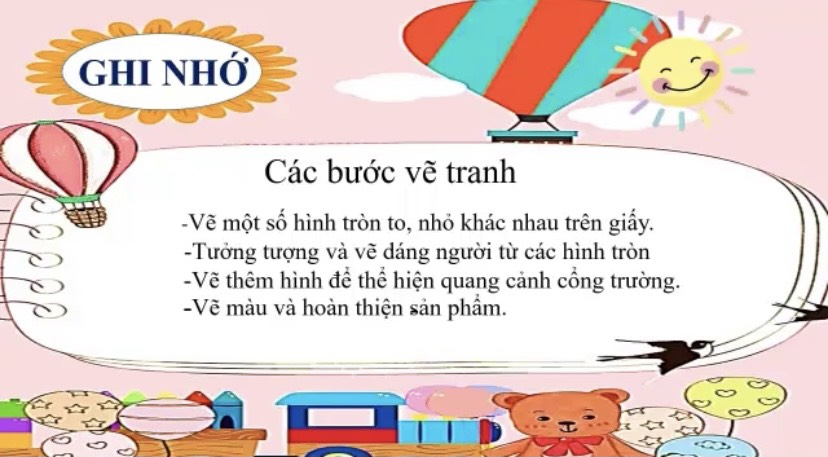 GHI NHỚ
Các bước vẽ tranh
-Vẽ một số hình tròn to, nhỏ khác nhau trên giấy.
-Tưởng tượng và vẽ dáng người từ các hình tròn
-Vẽ thêm hình để thể hiện quang cảnh cổng trường.
-Vẽ màu và hoàn thiện sản phẩm.